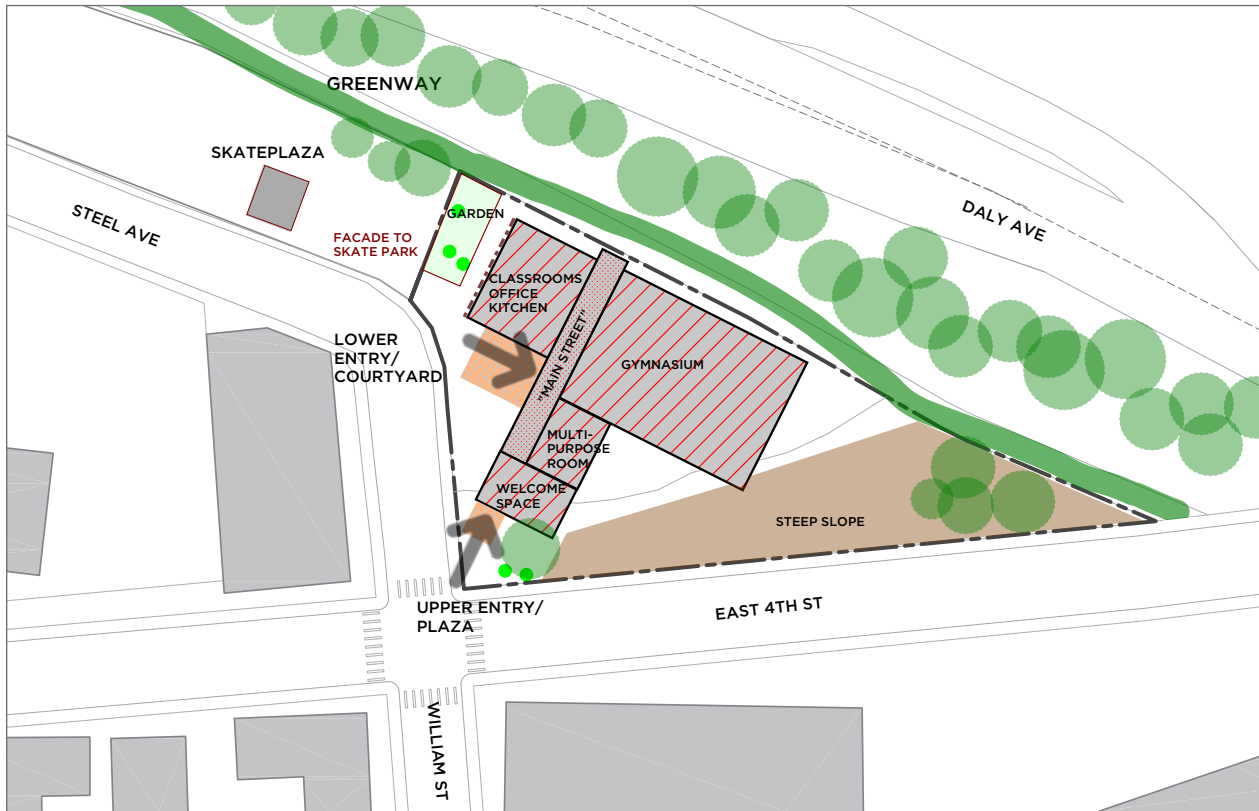 GREENWAY
SKATEPLAZA
STEEL AVE
DALY AVE
GARDEN
FACADE TO
SKATE PARK
CLASSROOMS
OFFICE
KITCHEN
LOWER
ENTRY/
COURTYARD
"MAIN STREET"
GYMNASIUM
MULTI-
PURPOSE
ROOM
WELCOME
SPACE
STEEP SLOPE
UPPER ENTRY/
PLAZA
EAST 4TH ST
WILLIAM ST